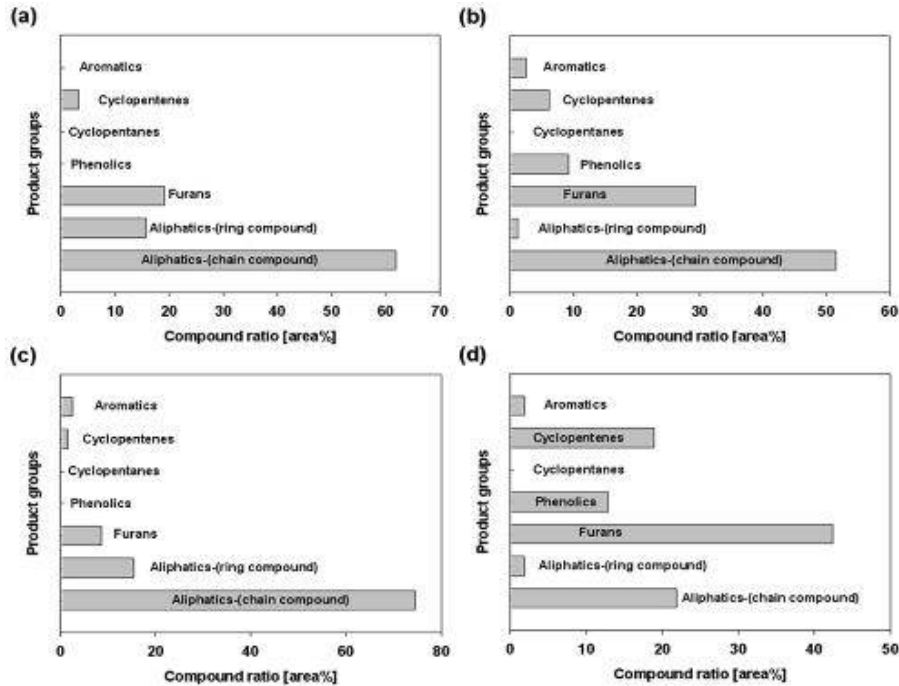 (a)
Product groups
Aromatics
Cyclopentenes
Cyclopentanes
Phenolics
Furans
Aliphatics-(ring compound)
Aliphatics-(chain compound)
0 10 20 30 40 50 60 70
Compound ratio [area%]
(b)
Product groups
Aromatics
Cyclopentenes
Cyclopentanes
Phenolics
Furans
Aliphatics-(ring compound)
Aliphatics-(chain compound)
0 10 20 30 40 50 60
Compound ratio [area%]
(c)
Product groups
Aromatics
Cyclopentenes
Cyclopentanes
Phenolics
Furans
Aliphatics-(ring compound)
Aliphatics-(chain compound)
0 20 40 60 80
Compound ratio [area%]
(d)
Product groups
Aromatics
Cyclopentenes
Cyclopentanes
Phenolics
Furans
Aliphatics-(ring compound)
Aliphatics-(chain compound)
0 10 20 30 40 50
Compound ratio [area%]